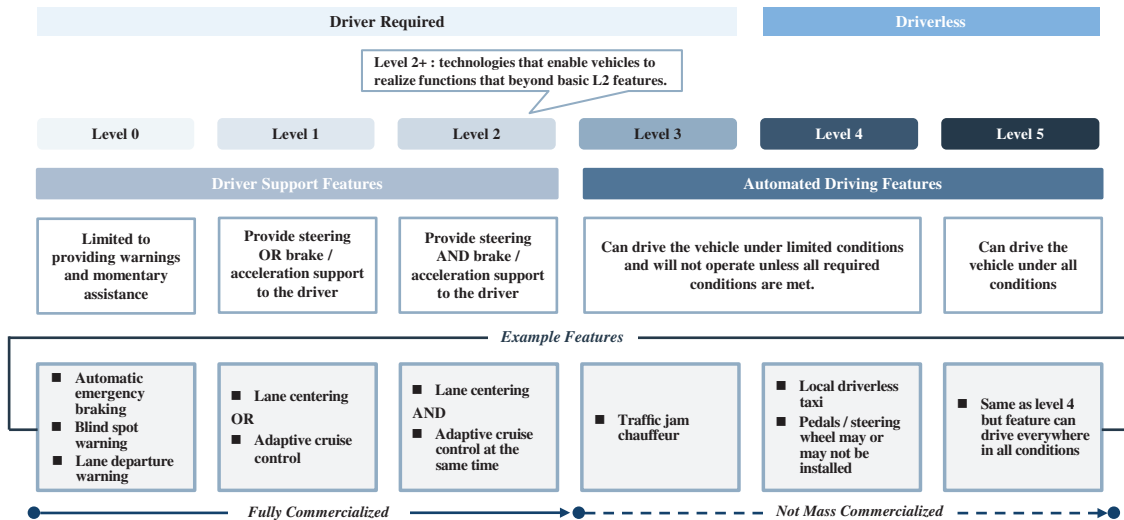 Driver Required
Driverless
Level 2+ : technologies that enable vehicles to
realize functions that beyond basic L2 features.
Level 0
Level 1
Level 2
Level 3
Level 4
Level 5
Driver Support Features
Automated Driving Features
Limited to
providing warnings
and momentary
assistance
Provide steering
OR brake /
acceleration support
to the driver
Provide steering
AND brake /
acceleration support
to the driver
Can drive the vehicle under limited conditions
and will not operate unless all required
conditions are met.
Can drive the
vehicle under all
conditions
Example Features
■ Automatic
emergency
braking
■ Blind spot
warning
■ Lane departure
warning
■ Lane centering
OR
■ Adaptive cruise
control
■ Lane centering
AND
■ Adaptive cruise
control at the
same time
■ Traffic jam
chauffeur
■ Local driverless
taxi
■ Pedals / steering
wheel may or
may not be
installed
■ Same as level 4
but feature can
drive everywhere
in all conditions
Fully Commercialized
Not Mass Commercialized